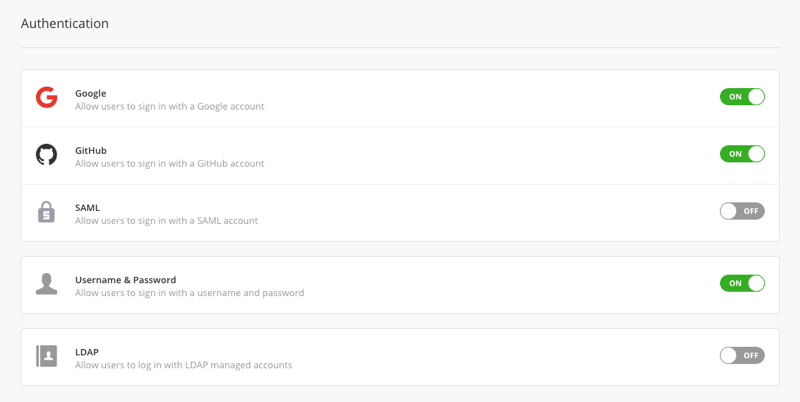 Authentication
Google
Allow users to sign in with a Google account
ON
GitHub
Allow users to sign in with a GitHub account
ON
SAML
Allow users to sign in with a SAML account
OFF
Username & Password
Allow users to sign in with a username and password
ON
LDAP
Allow users to log in with LDAP managed accounts
OFF